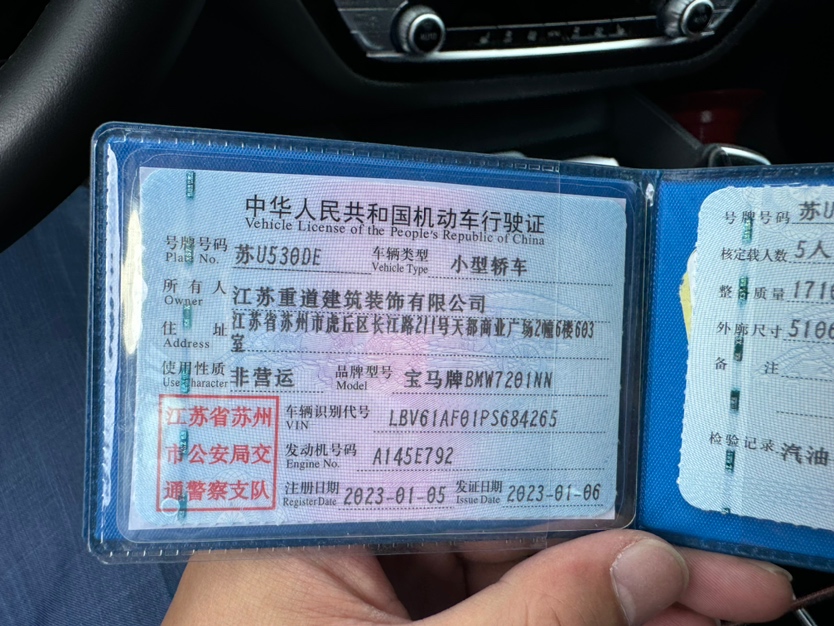 中华人民共和国机动车行驶证
Vehicle License of the People's Republic of China
号牌号码 Plate No. 苏U530DE 车辆类型 Vehicle Type 小型轿车
所有人 Owner 江苏重道建筑装饰有限公司
住址 Address 江苏省苏州市虎丘区长江路211号天都商业广场2幢6楼603
室
使用性质 Use Character 非营运 品牌型号 Model 宝马牌BMW7201NN
江苏省苏州
市公安局交
通警察支队
车辆识别代号 VIN LBV61AF01PS684265
发动机号码 Engine No. A145E792
注册日期 Register Date 2023-01-05 发证日期 Issue Date 2023-01-06
号牌号码 苏U
核定载人数 5人
整备质量 171
外廓尺寸 5106
备注
检验记录 汽油
AUTO